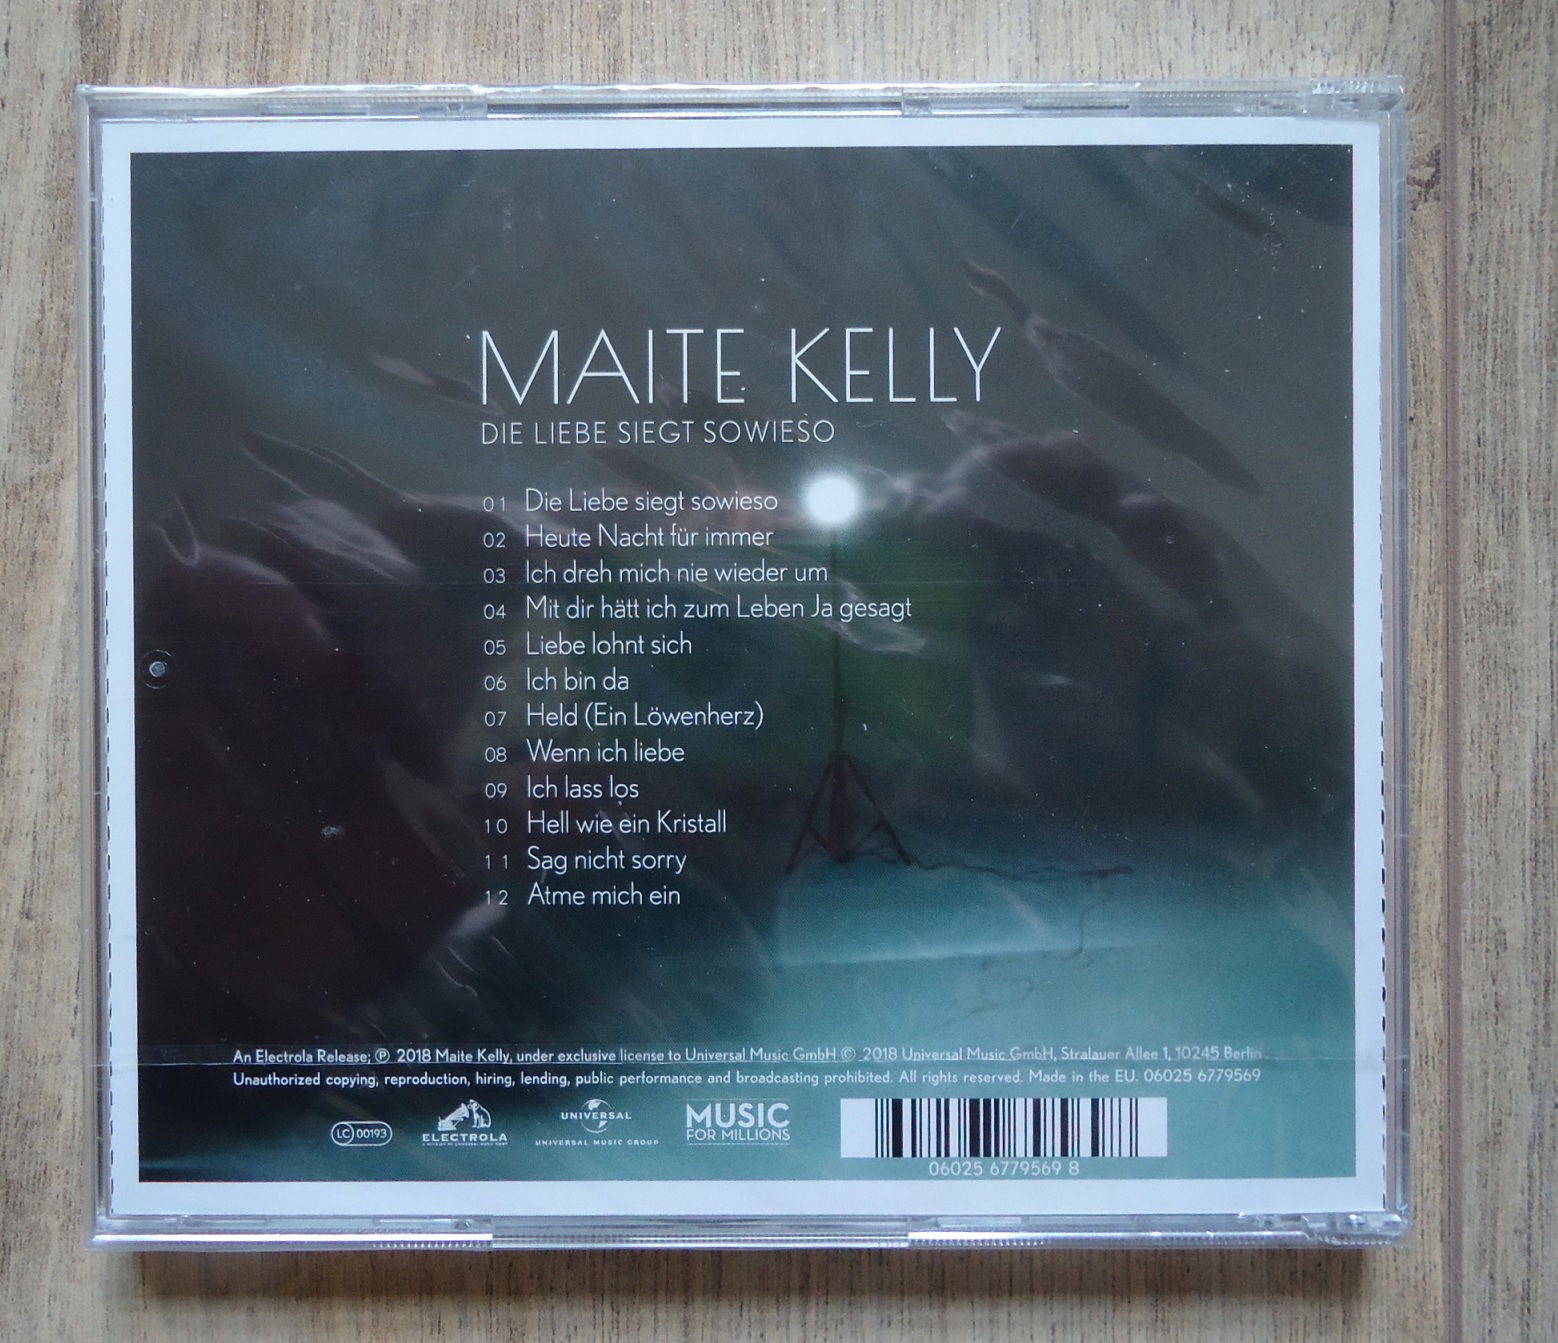 MAITE KELLY
DIE LIEBE SIEGT SOWIESO
01 Die Liebe siegt sowieso
02 Heute Nacht für immer
03 Ich dreh mich nie wieder um
04 Mit dir hätt ich zum Leben Ja gesagt
05 Liebe lohnt sich
06 Ich bin da
07 Held (Ein Löwenherz)
08 Wenn ich liebe
09 Ich lass los
10 Hell wie ein Kristall
11 Sag nicht sorry
12 Atme mich ein
An Electrola Release; ℗ 2018 Maite Kelly, under exclusive license to Universal Music GmbH © 2018 Universal Music GmbH, Stralauer Allee 1, 10245 Berlin
Unauthorized copying, reproduction, hiring, lending, public performance and broadcasting prohibited. All rights reserved. Made in the EU. 06025 6779569
LC 00193
ELECTROLA
A DIVISION OF UNIVERSAL MUSIC GMBH
UNIVERSAL
UNIVERSAL MUSIC GROUP
MUSIC
FOR MILLIONS
06025 6779569 8